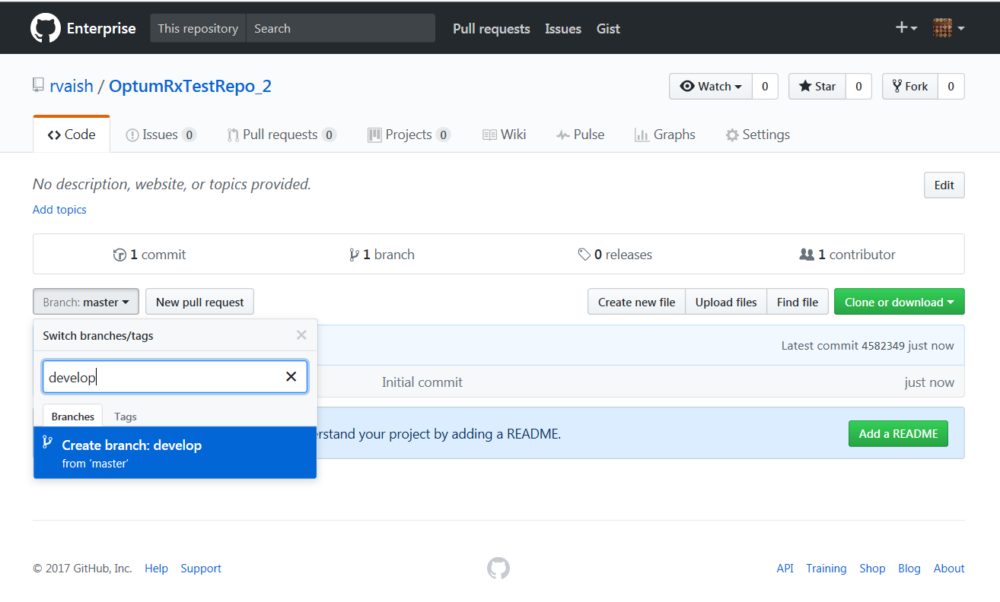 Enterprise This repository Search Pull requests Issues Gist
rvaish / OptumRxTestRepo_2 Watch 0 Star 0 Fork 0
Code Issues 0 Pull requests 0 Projects 0 Wiki Pulse Graphs Settings
No description, website, or topics provided. Edit
Add topics
1 commit 1 branch 0 releases 1 contributor
Branch: master New pull request Create new file Upload files Find file Clone or download
Switch branches/tags
Latest commit 4582349 just now
develop
Initial commit just now
Branches Tags
your project by adding a README. Add a README
Create branch: develop
from ‘master’
© 2017 GitHub, Inc. Help Support API Training Shop Blog About